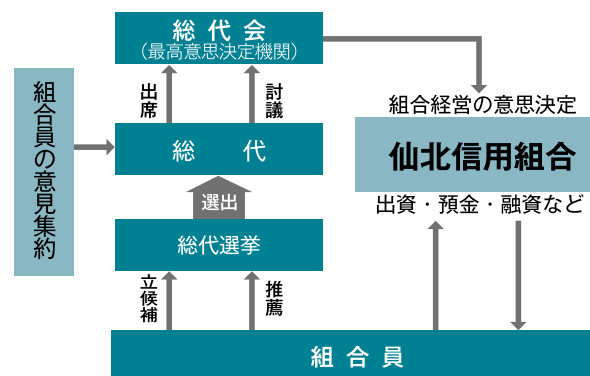 総代会
（最高意思決定機関）
組合員の意見集約
出席
討議
組合経営の意思決定
総代
仙北信用組合
選出
出資・預金・融資など
総代選挙
立候補
推薦
組合員